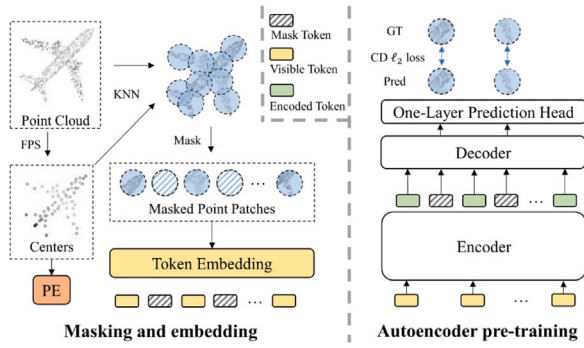 Point Cloud
FPS
KNN
Centers
PE
Mask
Masked Point Patches
...
Token Embedding
...
Masking and embedding
Mask Token
Visible Token
Encoded Token
GT
CD ℓ₂ loss
Pred
One-Layer Prediction Head
Decoder
...
Encoder
...
Autoencoder pre-training